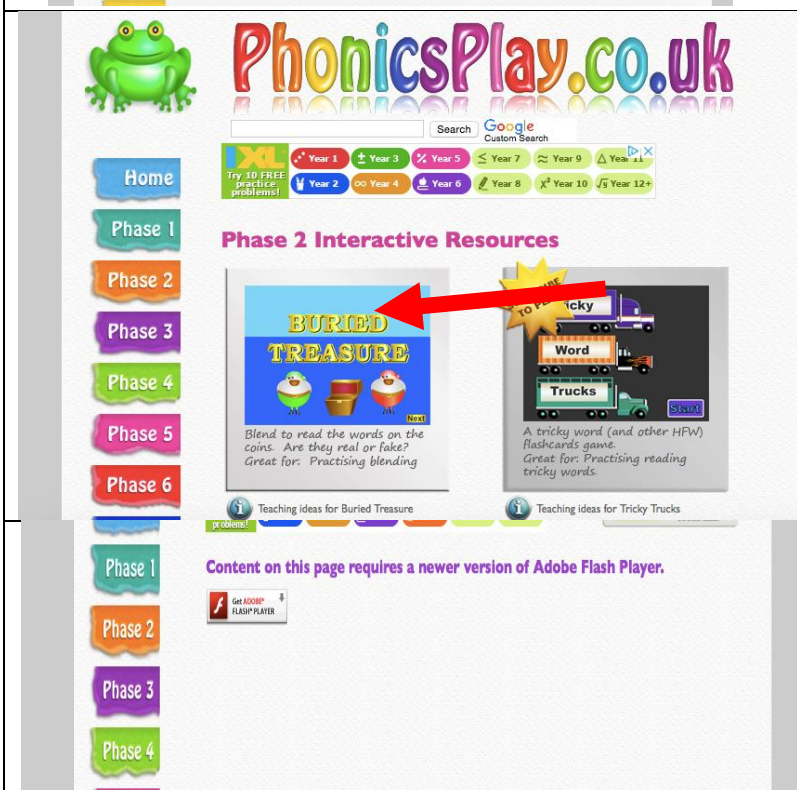 PhonicsPlay.co.uk
Search
Google
Custom Search
IXL
Try 10 FREE
practice
problems!
Year 1
Year 3
Year 5
Year 7
Year 9
Year 11
Year 2
Year 4
Year 6
Year 8
Year 10
Year 12+
Home
Phase 1
Phase 2
Phase 3
Phase 4
Phase 5
Phase 6
Phase 2 Interactive Resources
BURIED
TREASURE
Next
Blend to read the words on the
coins. Are they real or fake?
Great for: Practising blending
Teaching ideas for Buried Treasure
TO
Word
Trucks
Start
A tricky word (and other HFW)
flashcards game.
Great for: Practising reading
tricky words.
Teaching ideas for Tricky Trucks
problems!
Phase 1
Phase 2
Phase 3
Phase 4
Content on this page requires a newer version of Adobe Flash Player.
Get ADOBE®
FLASH® PLAYER